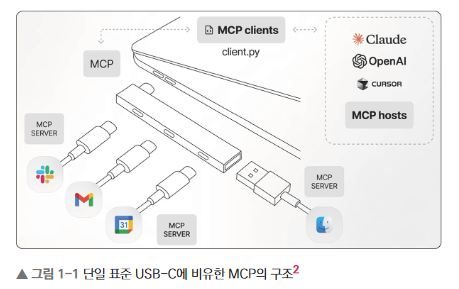 MCP clients
client.py
MCP
Claude
OpenAI
CURSOR
MCP hosts
MCP
SERVER
MCP
SERVER
31
MCP
SERVER
MCP
SERVER
▲ 그림 1-1 단일 표준 USB-C에 비유한 MCP의 구조2